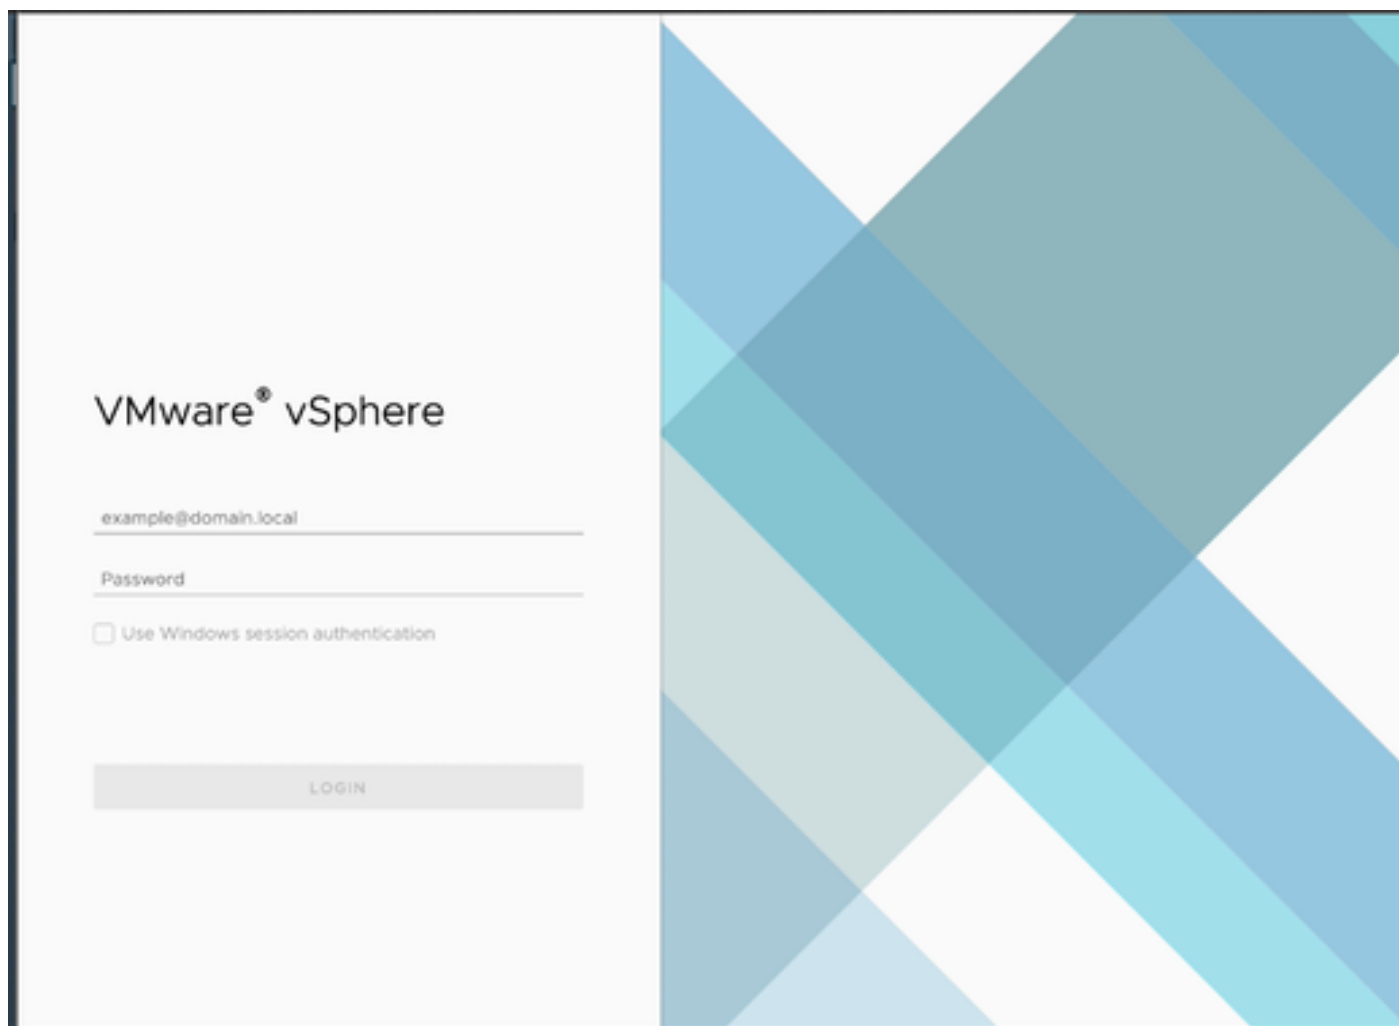 VMware® vSphere
example@domain.local
Password
Use Windows session authentication
LOGIN